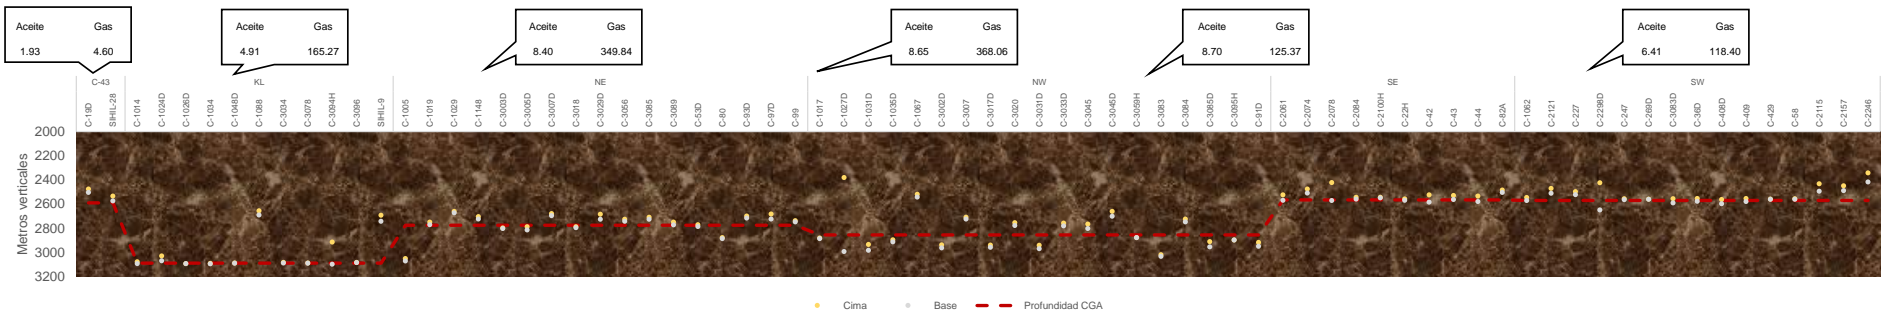 Aceite Gas
1.93 4.60
Aceite Gas
4.91 165.27
Aceite Gas
8.40 349.84
Aceite Gas
8.65 368.06
Aceite Gas
8.70 125.37
Aceite Gas
6.41 118.40
C-43 KL NE NW SE SW
C-19D
SIHIL-28
C-1014
C-1024D
C-1026D
C-1034
C-1048D
C-1088
C-3034
C-3078
C-3094H
C-3096
SIHIL-9
C-1005
C-1019
C-1029
C-1148
C-3003D
C-3005D
C-3007D
C-3018
C-3029D
C-3056
C-3085
C-3089
C-53D
C-80
C-93D
C-97D
C-99
C-1017
C-1027D
C-1031D
C-1035D
C-1067
C-3002D
C-3007
C-3017D
C-3020
C-3031D
C-3033D
C-3045
C-3045D
C-3059H
C-3083
C-3084
C-3085D
C-3095H
C-91D
C-2061
C-2074
C-2078
C-2084
C-2100H
C-22H
C-42
C-43
C-44
C-82A
C-1062
C-2121
C-227
C-2298D
C-247
C-269D
C-3083D
C-36D
C-408D
C-409
C-429
C-58
C-2115
C-2157
C-2246
Metros verticales
2000
2200
2400
2600
2800
3000
3200
Cima Base Profundidad CGA